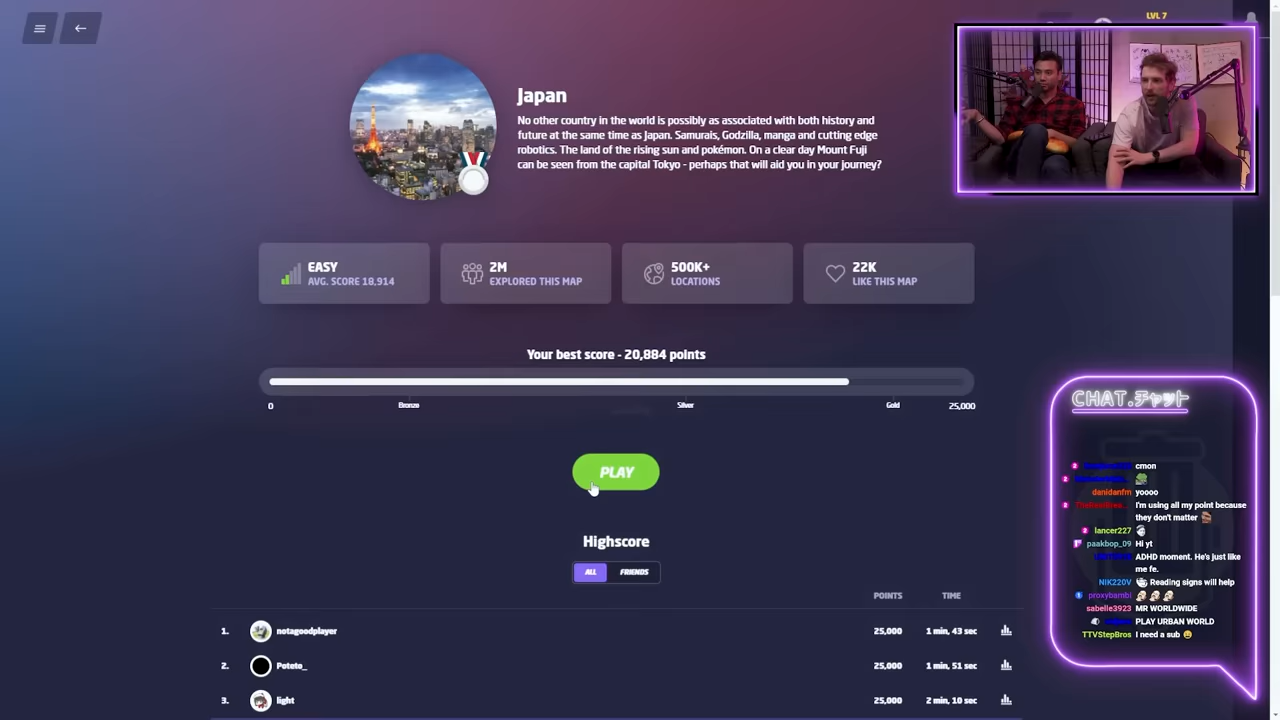 LVL 7
Japan
No other country in the world is possibly as associated with both history and
future at the same time as Japan. Samurais, Godzilla, manga and cutting edge
robotics. The land of the rising sun and pokémon. On a clear day Mount Fuji
can be seen from the capital Tokyo - perhaps that will aid you in your journey?
EASY
AVG. SCORE 18,914
2M
EXPLORED THIS MAP
500K+
LOCATIONS
22K
LIKE THIS MAP
Your best score - 20,884 points
0
Bronze
Silver
Gold
25,000
PLAY
Highscore
ALL
FRIENDS
POINTS TIME
1. notagoodplayer 25,000 1 min, 43 sec
2. Poteto_ 25,000 1 min, 51 sec
3. light 25,000 2 min, 10 sec
CHAT.チャット
cmon
danidanfm yoooo
I'm using all my point because
they don't matter
lancer227
paakbop_09 Hi yt
ADHD moment. He's just like
me fe.
NIK220V Reading signs will help
proxybambi
sabelle3923 MR WORLDWIDE
PLAY URBAN WORLD
TTVStepBros I need a sub